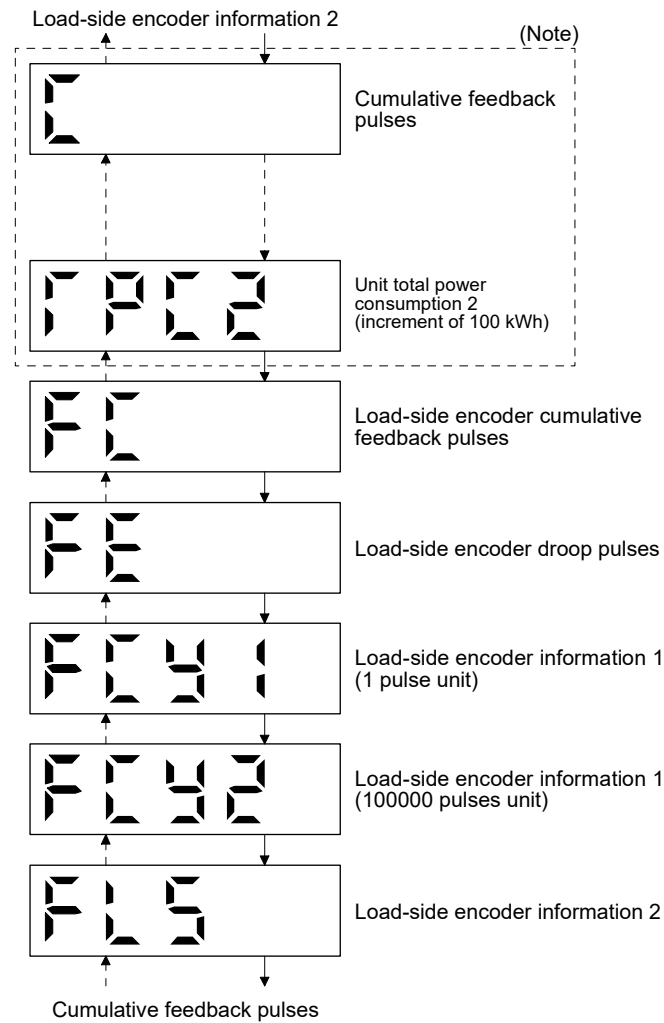 Load-side encoder information 2
(Note)
C
Cumulative feedback
pulses
TPC2
Unit total power
consumption 2
(increment of 100 kWh)
FC
Load-side encoder cumulative
feedback pulses
FE
Load-side encoder droop pulses
FCy1
Load-side encoder information 1
(1 pulse unit)
FCy2
Load-side encoder information 1
(100000 pulses unit)
FLS
Load-side encoder information 2
Cumulative feedback pulses